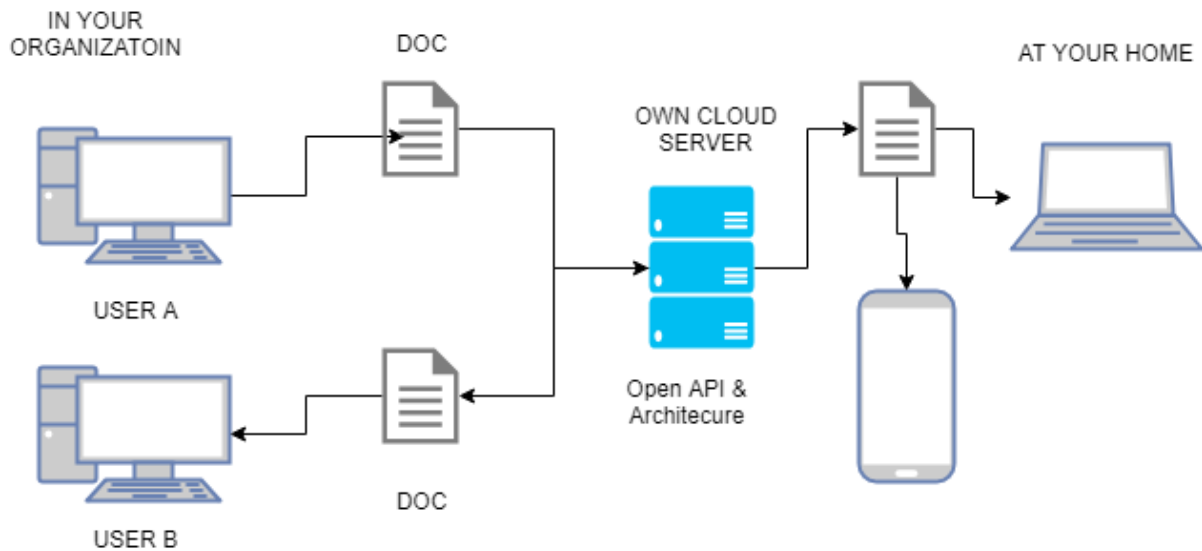 IN YOUR
ORGANIZATOIN
DOC
AT YOUR HOME
OWN CLOUD
SERVER
USER A
Open API &
Architecure
DOC
USER B